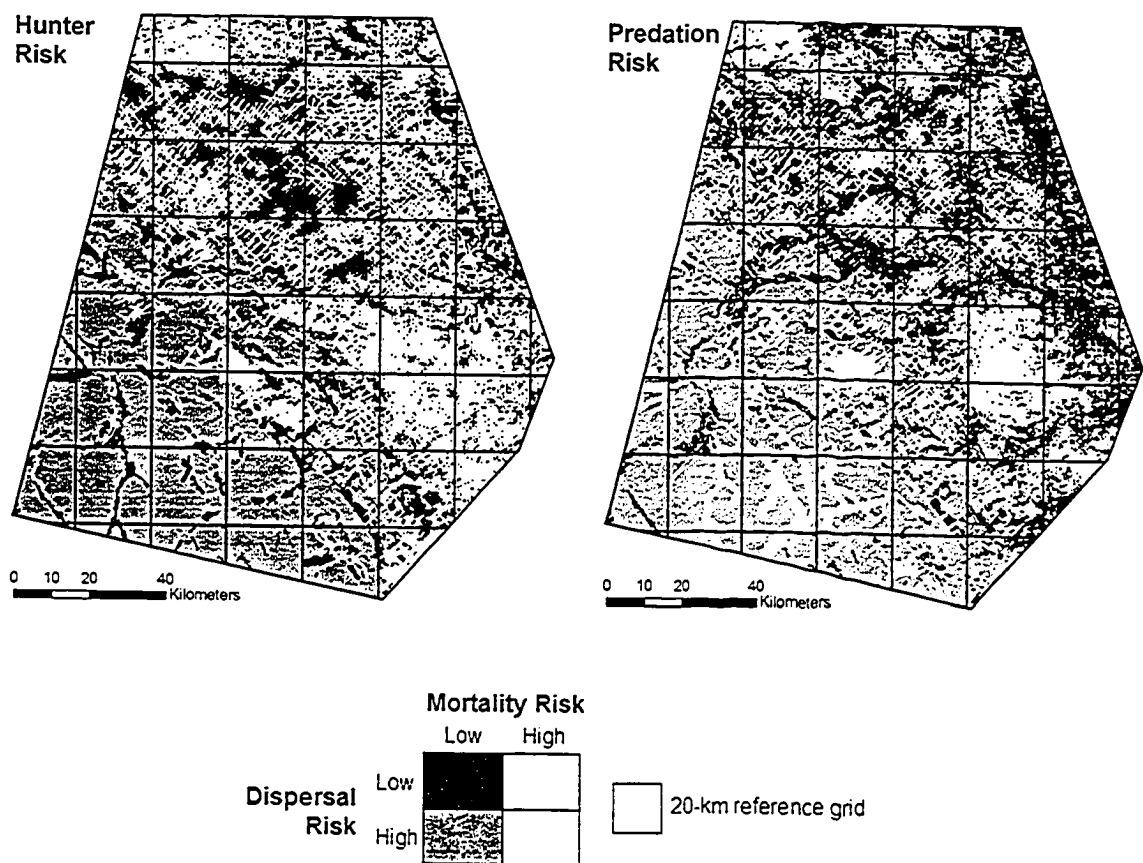 Hunter
Risk
Predation
Risk
0 10 20 40
Kilometers
0 10 20 40
Kilometers
Mortality Risk
Low High
Dispersal
Risk
Low
High
20-km reference grid